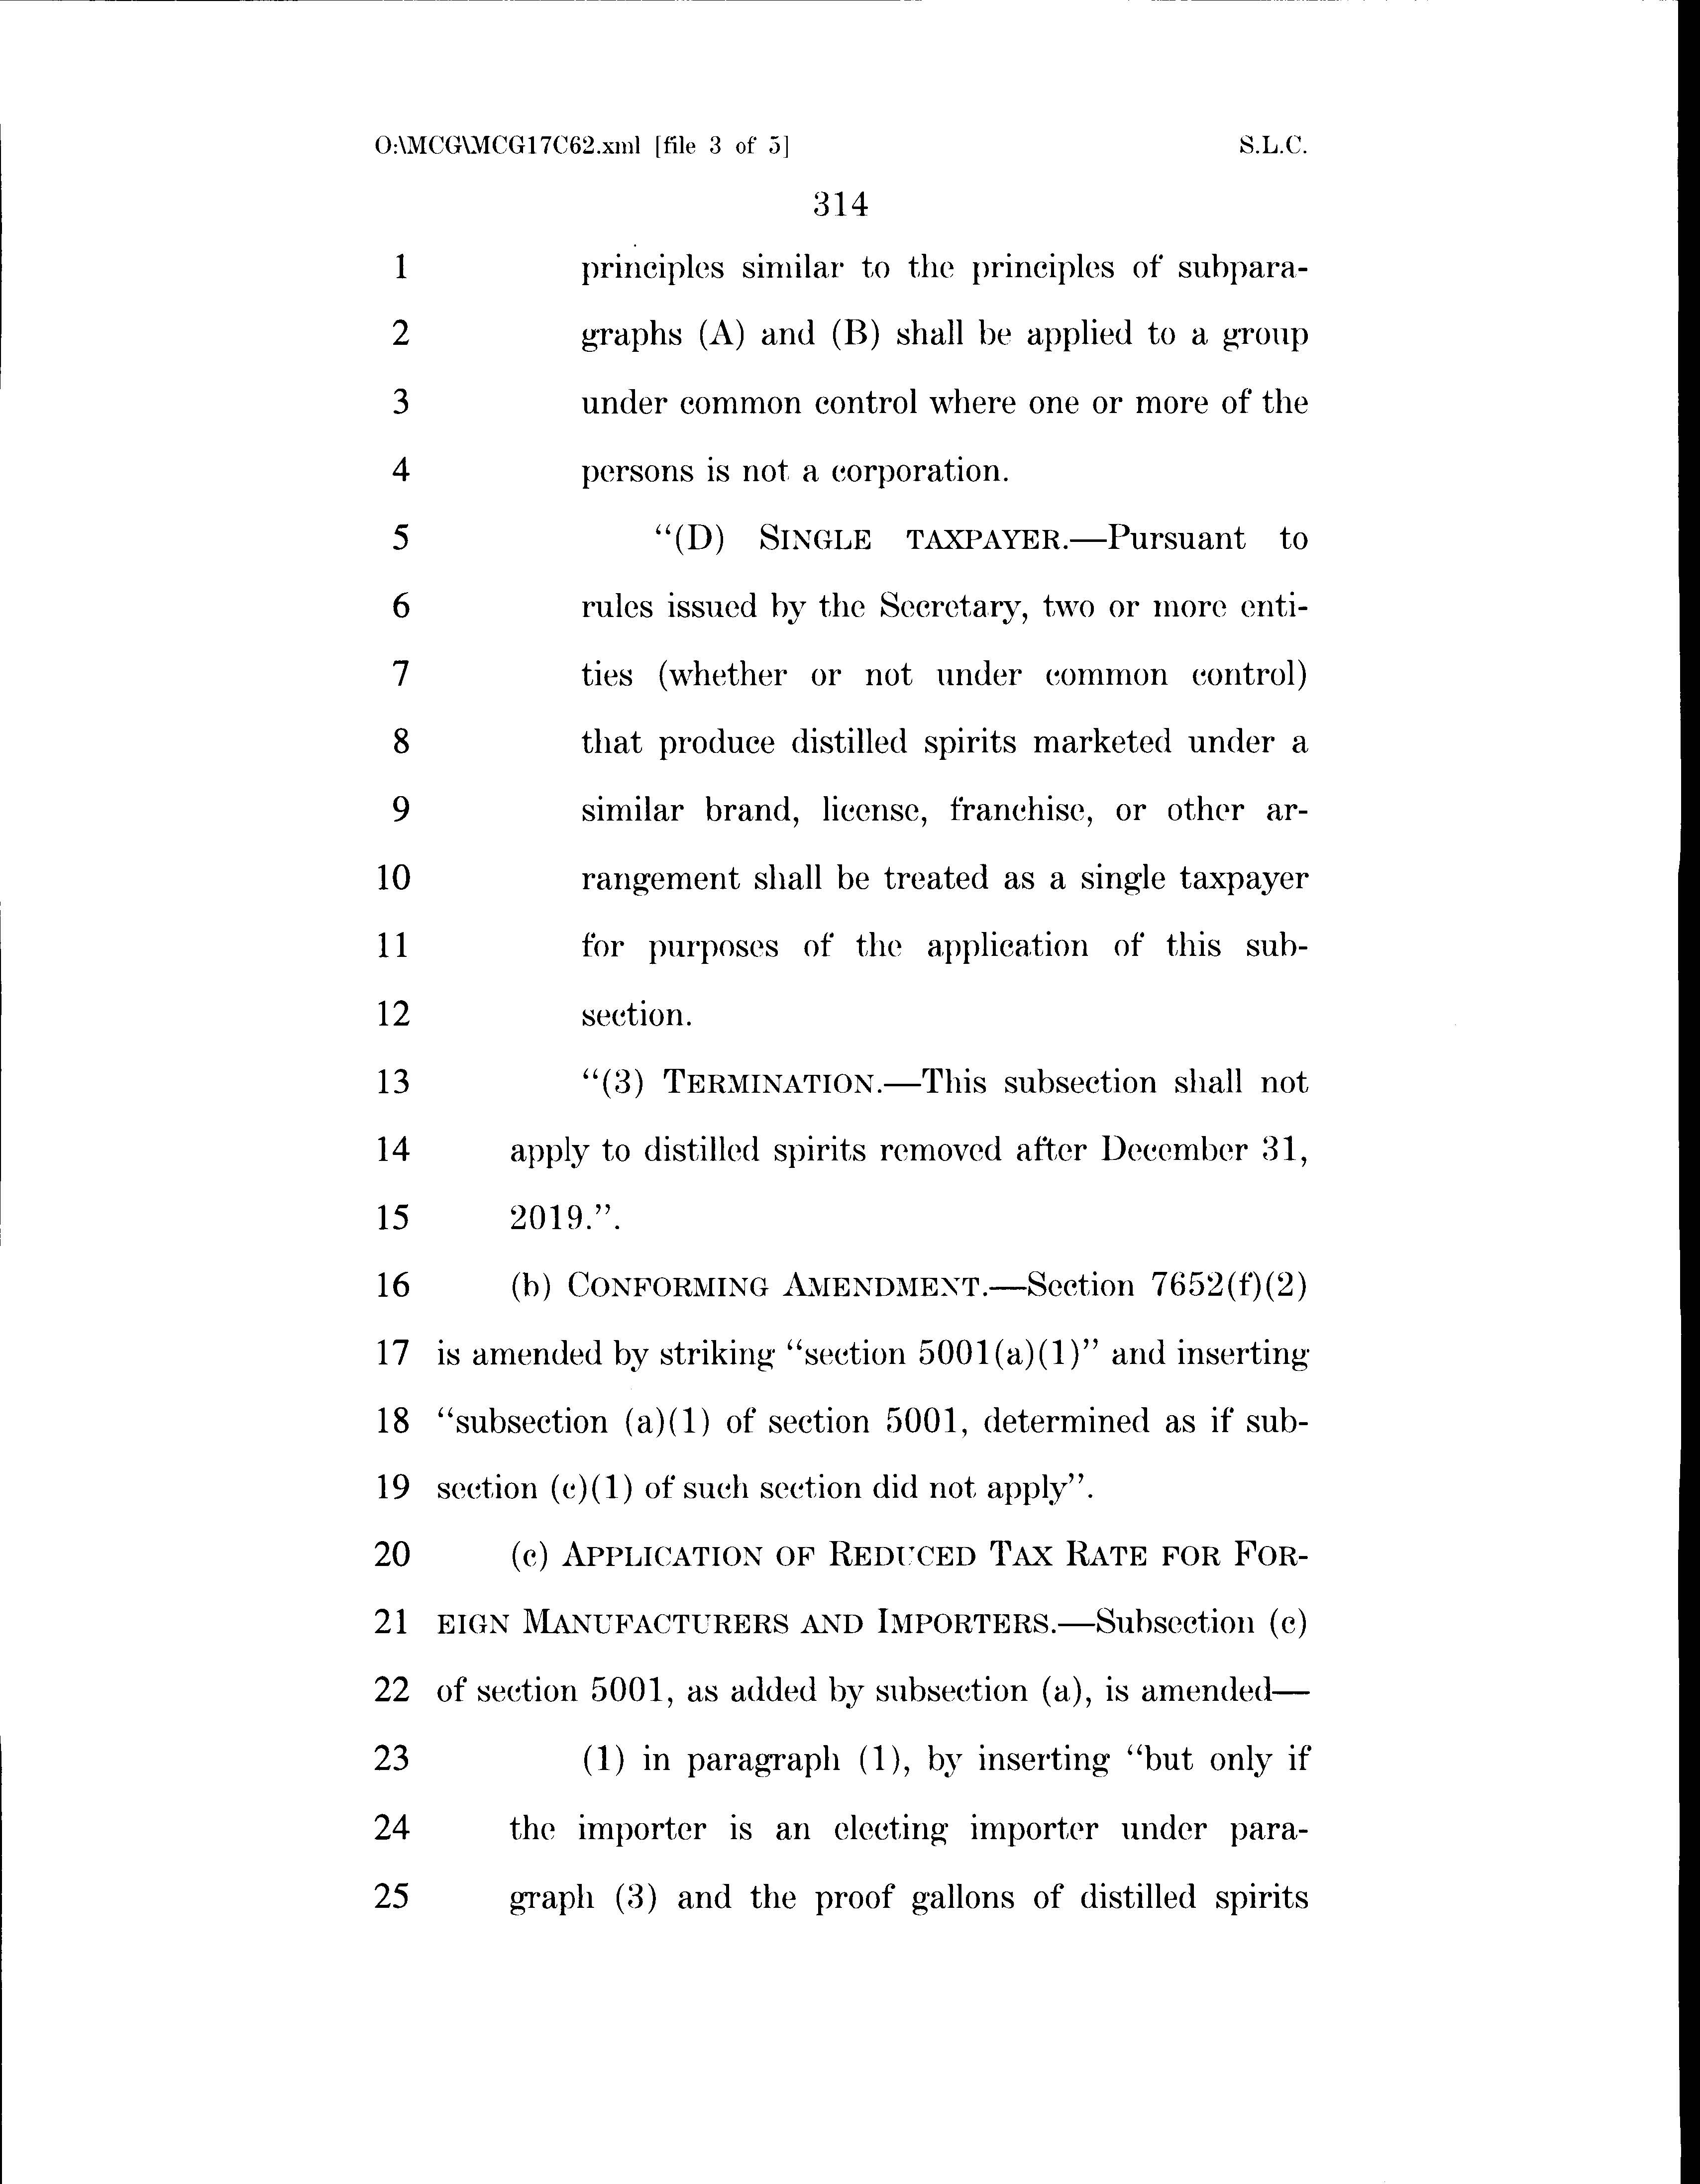 O:\MCG\MCG17C62.xml [file 3 of 5] S.L.C.
314
1 principles similar to the principles of subpara-
2 graphs (A) and (B) shall be applied to a group
3 under common control where one or more of the
4 persons is not a corporation.
5 “(D) SINGLE TAXPAYER.—Pursuant to
6 rules issued by the Secretary, two or more enti-
7 ties (whether or not under common control)
8 that produce distilled spirits marketed under a
9 similar brand, license, franchise, or other ar-
10 rangement shall be treated as a single taxpayer
11 for purposes of the application of this sub-
12 section.
13 “(3) TERMINATION.—This subsection shall not
14 apply to distilled spirits removed after December 31,
15 2019.”.
16 (b) CONFORMING AMENDMENT.—Section 7652(f)(2)
17 is amended by striking “section 5001(a)(1)” and inserting
18 “subsection (a)(1) of section 5001, determined as if sub-
19 section (c)(1) of such section did not apply”.
20 (c) APPLICATION OF REDUCED TAX RATE FOR FOR-
21 EIGN MANUFACTURERS AND IMPORTERS.—Subsection (c)
22 of section 5001, as added by subsection (a), is amended—
23 (1) in paragraph (1), by inserting “but only if
24 the importer is an electing importer under para-
25 graph (3) and the proof gallons of distilled spirits